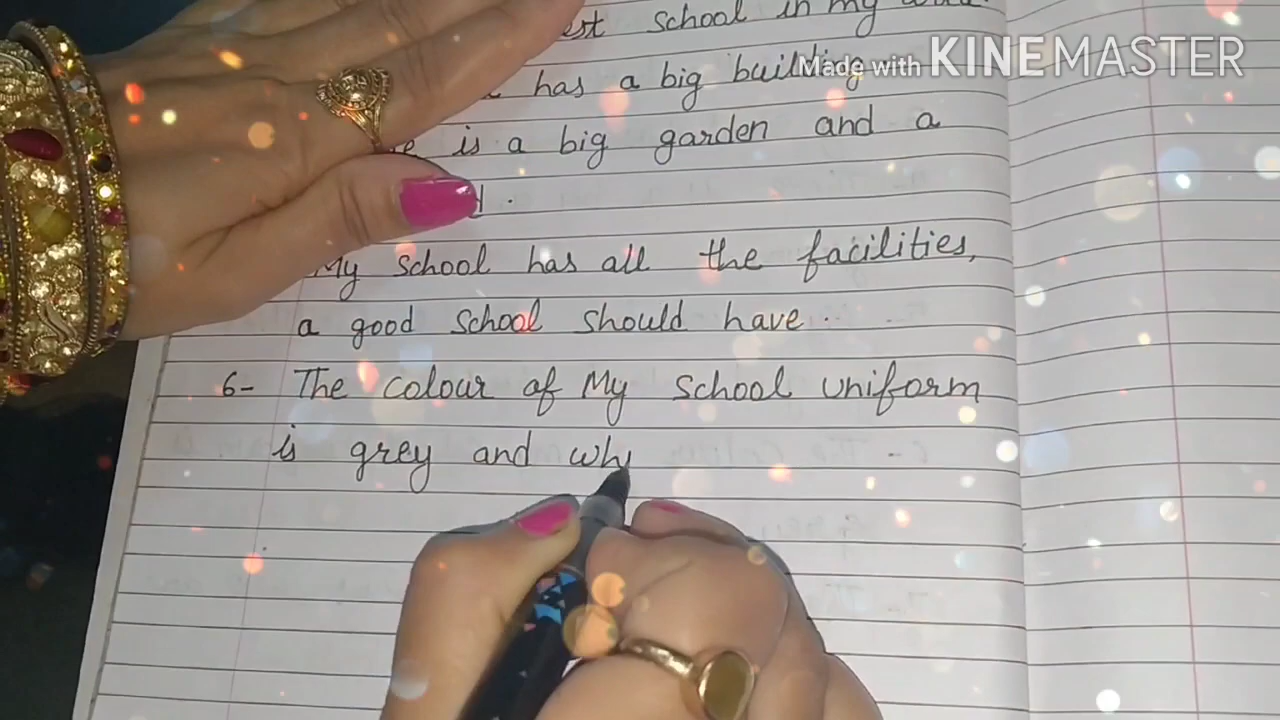 School in my
has a big building
is a big garden and a
My school has all the facilities,
a good school should have.
6- The colour of My school uniform
is grey and wh
Made with KINEMASTER